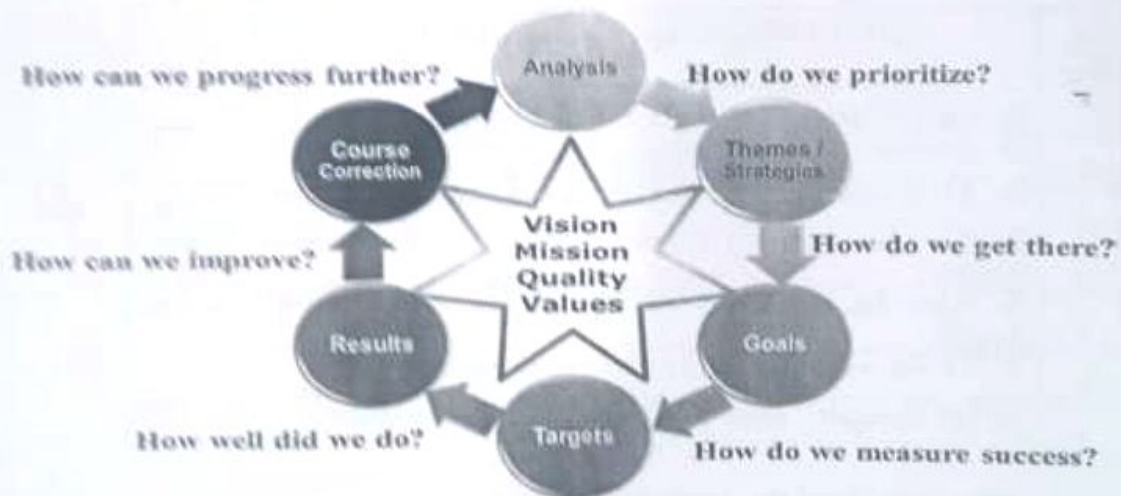 Analysis
How do we prioritize?
Themes /
Strategies
How do we get there?
Goals
How do we measure success?
Targets
How well did we do?
Results
How can we improve?
Course
Correction
How can we progress further?
Vision
Mission
Quality
Values